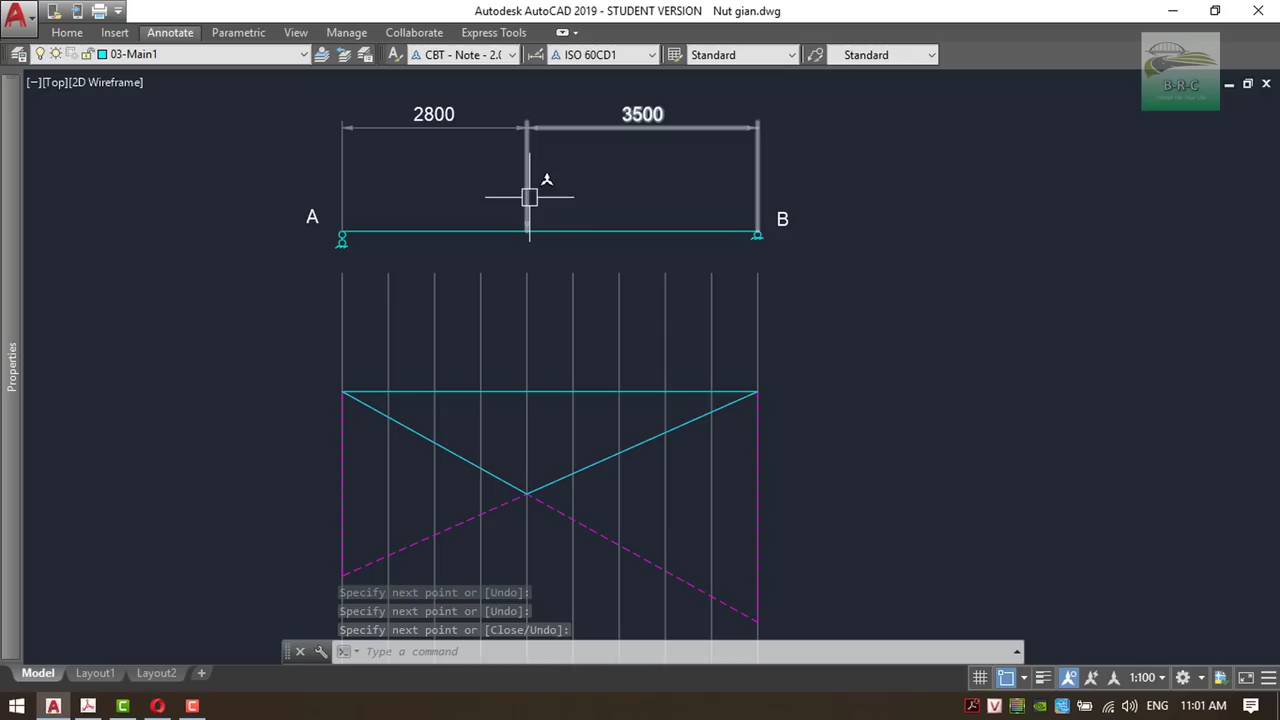 Autodesk AutoCAD 2019 - STUDENT VERSION Nut gian.dwg
Home Insert Annotate Parametric View Manage Collaborate Express Tools
03-Main1 CBT - Note - 2.0 ISO 60CD1 Standard Standard
[−][Top][2D Wireframe]
B-R-C
2800 3500
A B
Properties
Specify next point or [Undo]:
Specify next point or [Undo]:
Specify next point or [Close/Undo]:
Type a command
Model Layout1 Layout2 +
1:100
ENG 11:01 AM